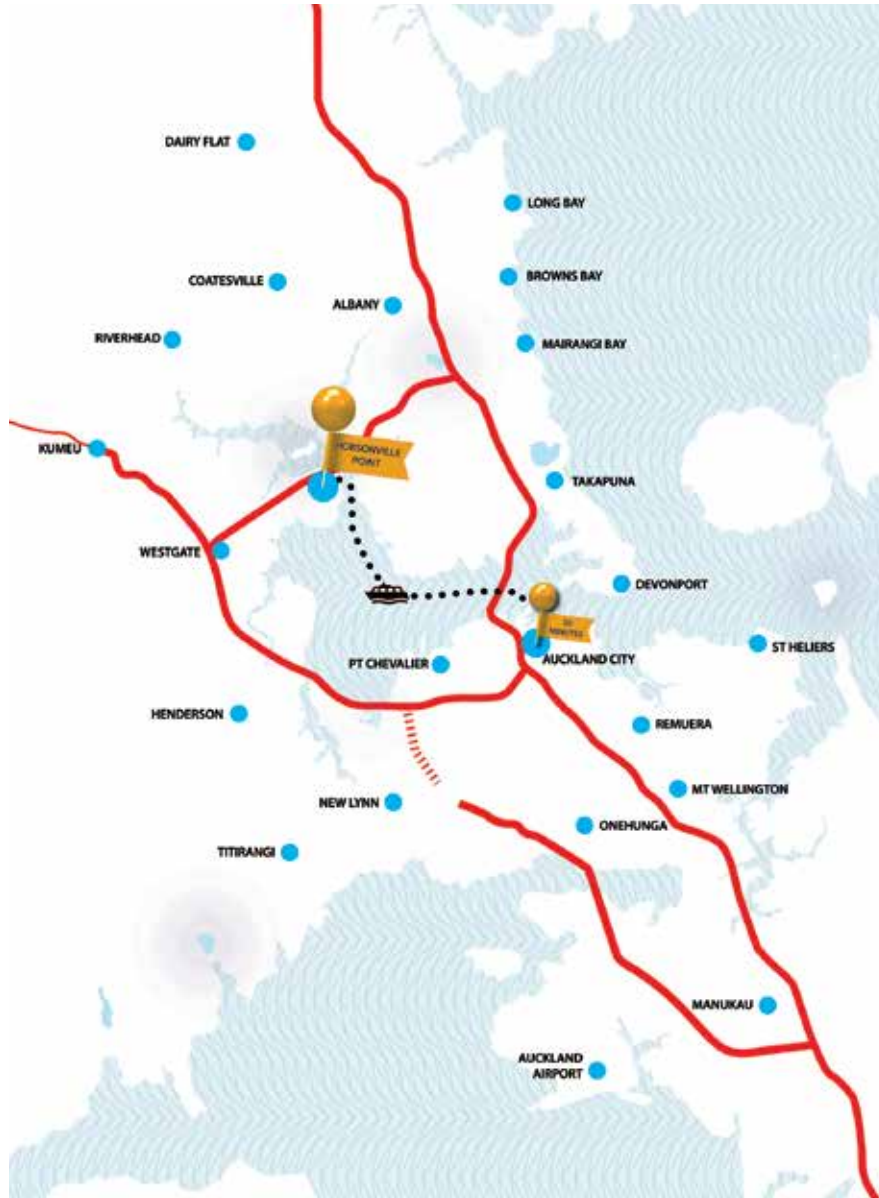 DAIRY FLAT
LONG BAY
COATESVILLE
BROWNS BAY
ALBANY
RIVERHEAD
MAIRANGI BAY
HOBSONVILLE
POINT
KUMEU
TAKAPUNA
WESTGATE
DEVONPORT
MINUTES
ST HELIERS
PT CHEVALIER
AUCKLAND CITY
HENDERSON
REMUERA
MT WELLINGTON
NEW LYNN
ONEHUNGA
TITIRANGI
MANUKAU
AUCKLAND
AIRPORT